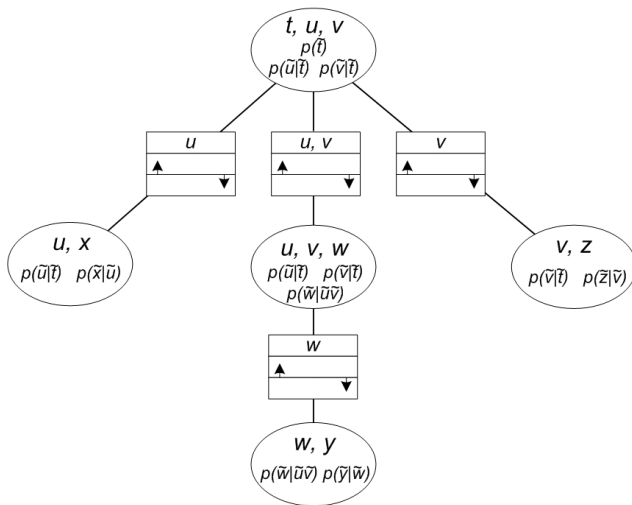 t, u, v
p(t̃)
p(ũ|t̃) p(ṽ|t̃)
u
u, v
v
u, x
p(ũ|t̃) p(x̃|ũ)
u, v, w
p(ũ|t̃) p(ṽ|t̃)
p(w̃|ũṽ)
v, z
p(ṽ|t̃) p(z̃|ṽ)
w
w, y
p(w̃|ũṽ) p(ỹ|w̃)